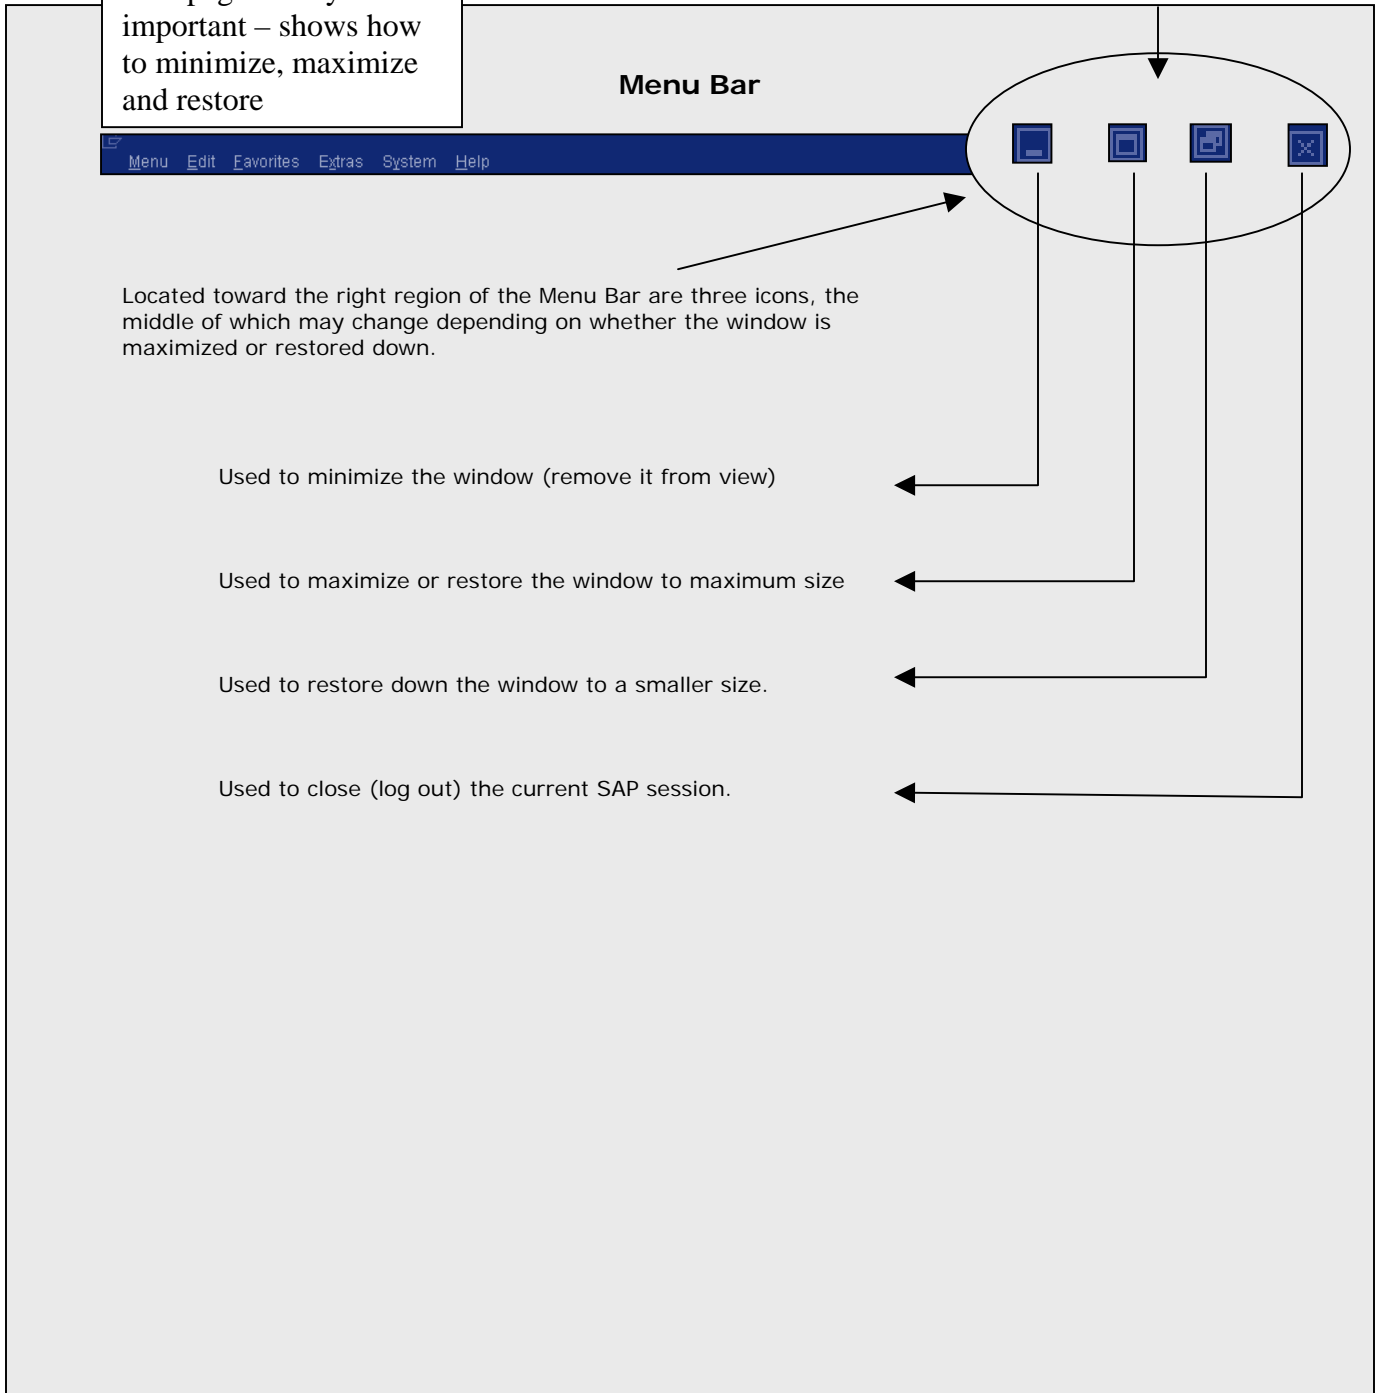 important – shows how
to minimize, maximize
and restore
Menu Bar
Menu Edit Favorites Extras System Help
Located toward the right region of the Menu Bar are three icons, the
middle of which may change depending on whether the window is
maximized or restored down.
Used to minimize the window (remove it from view)
Used to maximize or restore the window to maximum size
Used to restore down the window to a smaller size.
Used to close (log out) the current SAP session.